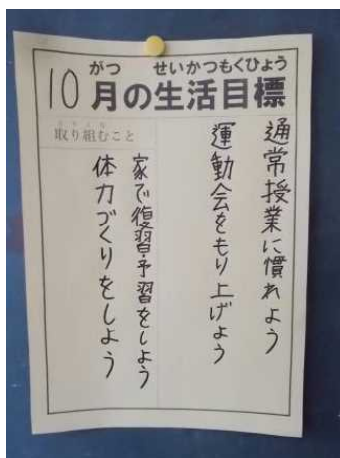 がつ せいかつもくひょう
10月の生活目標
通常授業に慣れよう
運動会をもり上げよう
取り組むこと
家で復習・予習をしよう
体力づくりをしよう